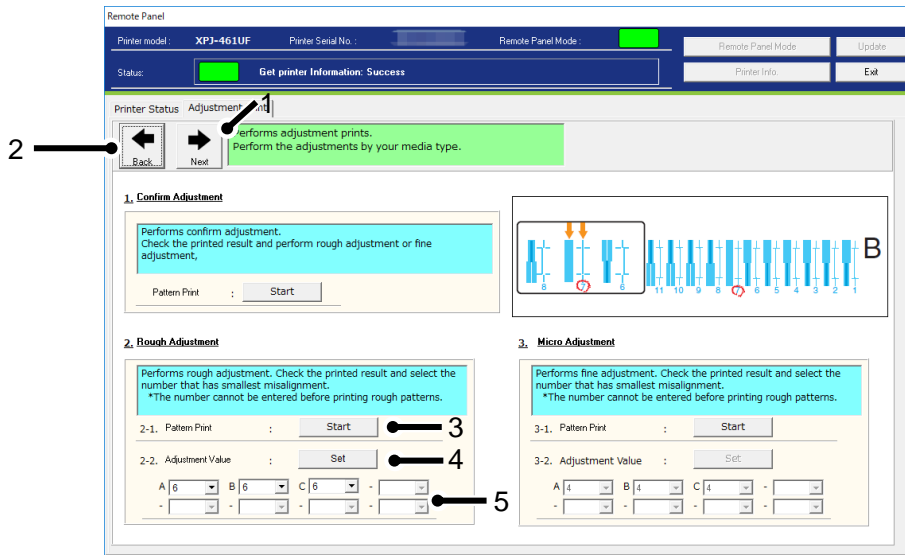 Remote Panel
Printer model : XPJ-461UF Printer Serial No. : Remote Panel Mode : Remote Panel Mode Update
Status: Get printer Information: Success Printer Info. Exit
Printer Status Adjustment
1
2
Back Next
Performs adjustment prints.
Perform the adjustments by your media type.
1. Confirm Adjustment
Performs confirm adjustment.
Check the printed result and perform rough adjustment or fine
adjustment,
Pattern Print : Start
8 7 6 11 10 9 8 7 6 5 4 3 2 1 B
2. Rough Adjustment
Performs rough adjustment. Check the printed result and select the
number that has smallest misalignment.
*The number cannot be entered before printing rough patterns.
2-1. Pattern Print : Start 3
2-2. Adjustment Value : Set 4
A 6 B 6 C 6 -
- - - - 5
3. Micro Adjustment
Performs fine adjustment. Check the printed result and select the
number that has smallest misalignment.
*The number cannot be entered before printing rough patterns.
3-1. Pattern Print : Start
3-2. Adjustment Value : Set
A 4 B 4 C 4 -
- - - -